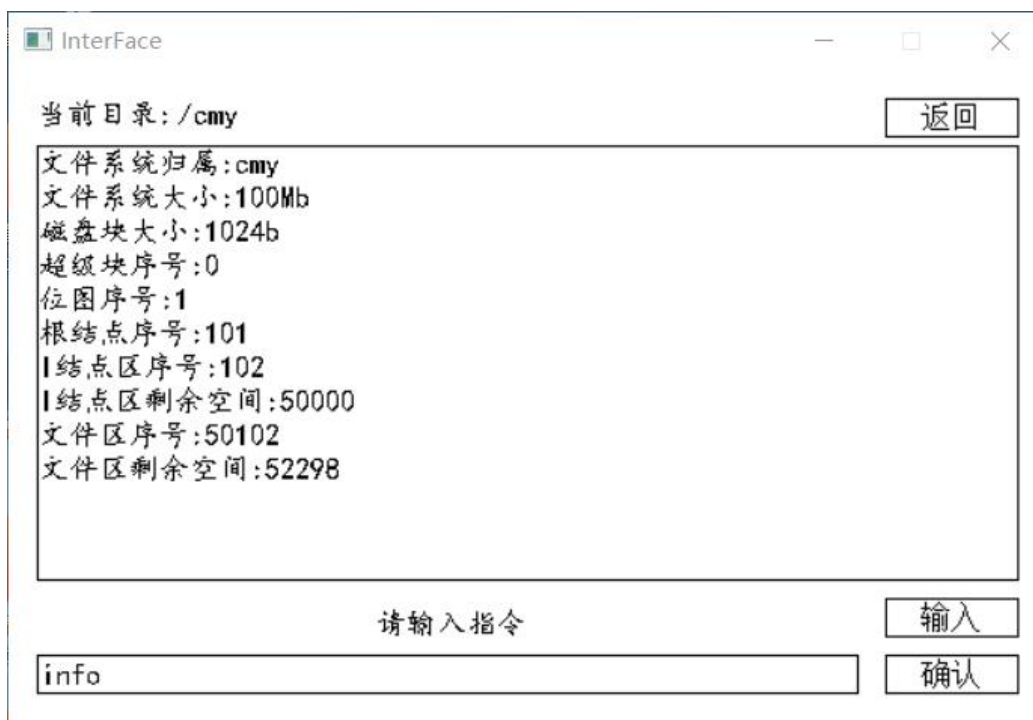 InterFace
当前目录:/cmy
返回
文件系统归属:cmy
文件系统大小:100Mb
磁盘块大小:1024b
超级块序号:0
位图序号:1
根结点序号:101
I结点区序号:102
I结点区剩余空间:50000
文件区序号:50102
文件区剩余空间:52298
请输入指令
输入
info
确认